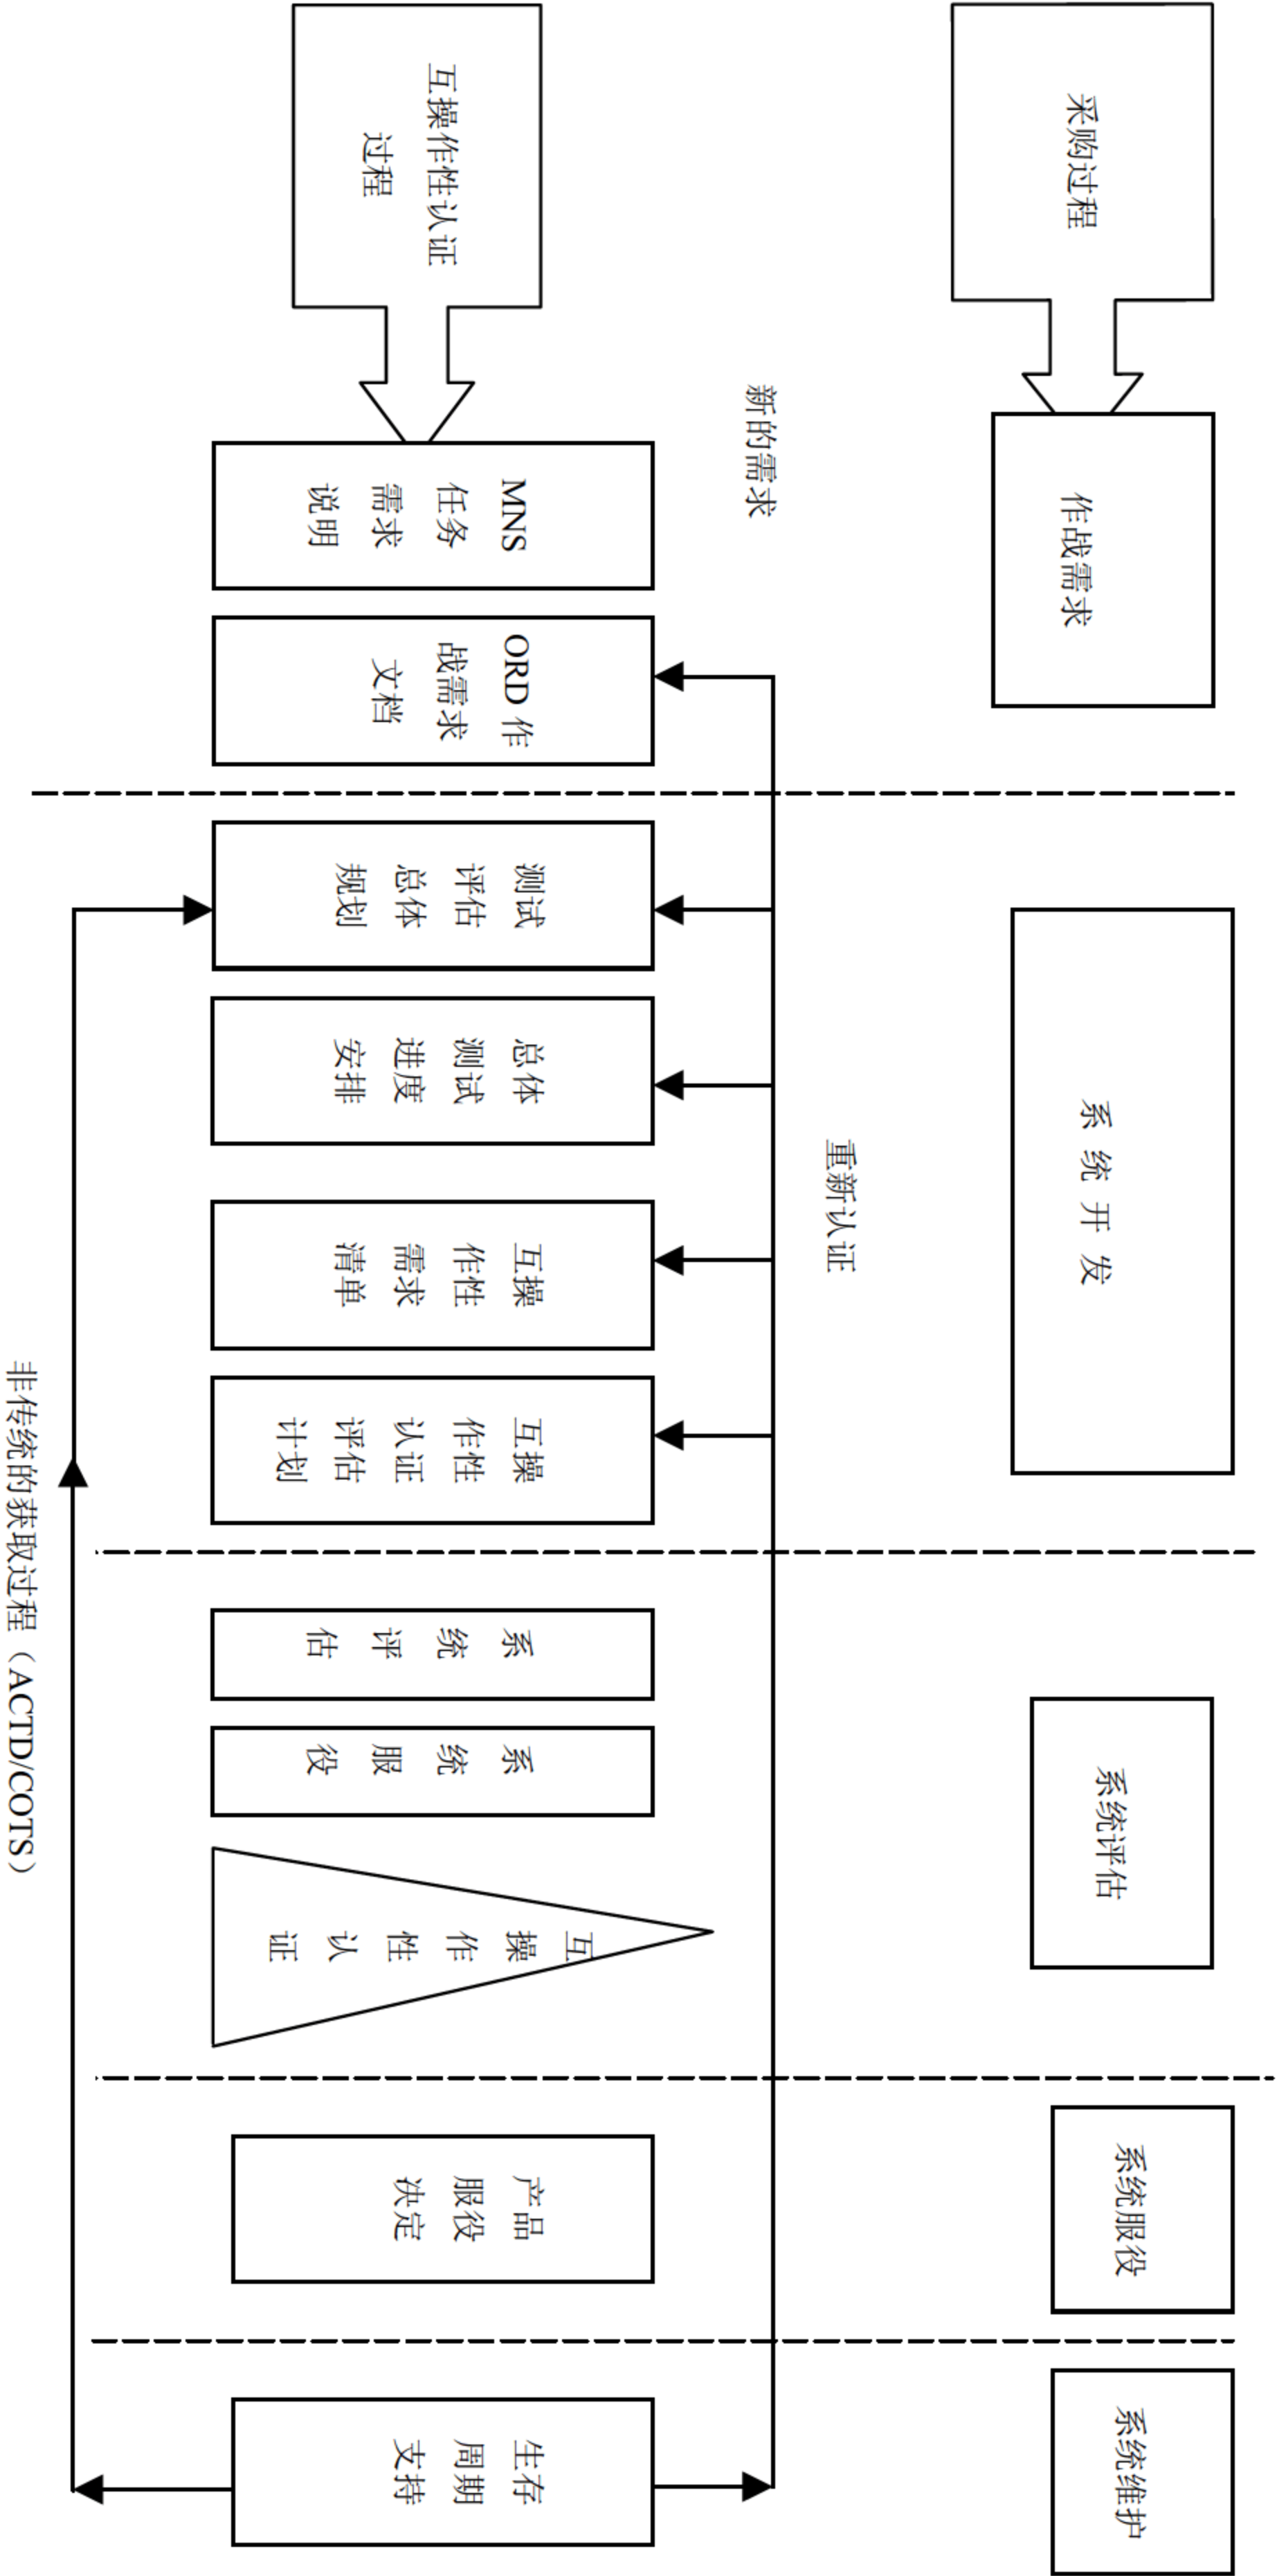 采购过程
作战需求
系 统 开 发
系统评估
系统服役
系统维护
新的需求
重新认证
互操作性认证
过程
MNS
任务
需求
说明
ORD 作
战需求
文档
测试
评估
总体
规划
总体
测试
进度
安排
互操
作性
需求
清单
互操
作性
认证
评估
计划
系
统
评
估
系
统
服
役
互
操
作
性
认
证
产品
服役
决定
生存
周期
支持
非传统的获取过程（ACTD/COTS）